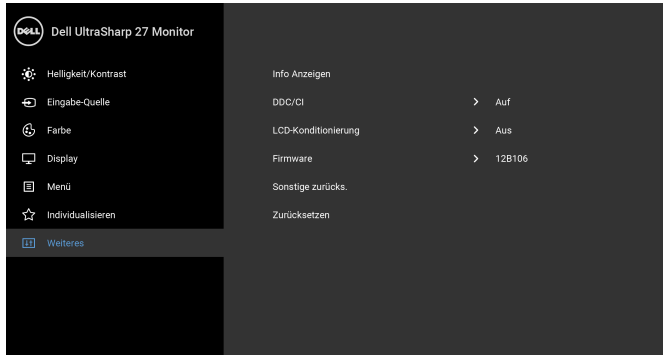 DELL Dell UltraSharp 27 Monitor
Helligkeit/Kontrast Info Anzeigen
Eingabe-Quelle DDC/CI Auf
Farbe LCD-Konditionierung Aus
Display Firmware 12B106
Menü Sonstige zurücks.
Individualisieren Zurücksetzen
Weiteres